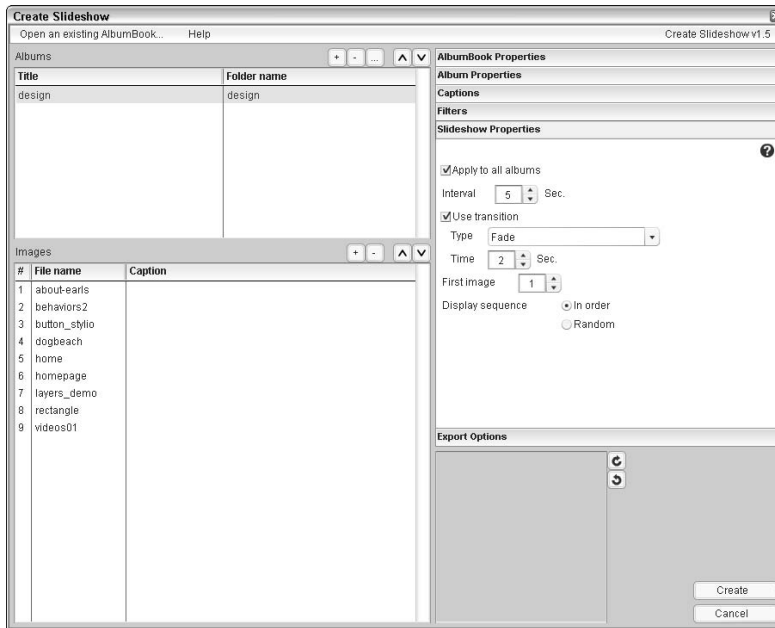 Create Slideshow
Open an existing AlbumBook... Help Create Slideshow v1.5
Albums + - ...
Title Folder name
design design
Images + -
# File name Caption
1 about-earls
2 behaviors2
3 button_stylio
4 dogbeach
5 home
6 homepage
7 layers_demo
8 rectangle
9 videos01
AlbumBook Properties
Album Properties
Captions
Filters
Slideshow Properties
?
Apply to all albums
Interval 5 Sec.
Use transition
Type Fade
Time 2 Sec.
First image 1
Display sequence In order
Random
Export Options
Create
Cancel